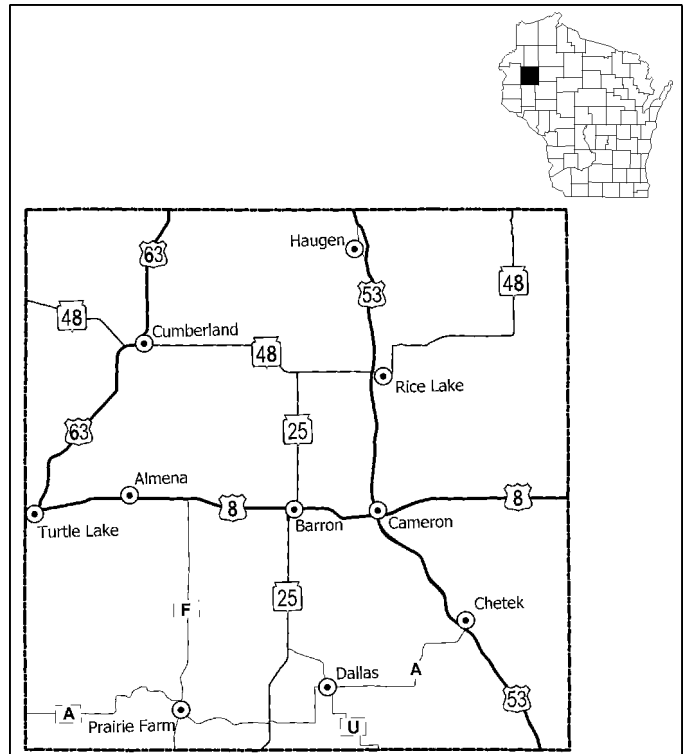 Haugen
63
53
48
48
Cumberland
48
Rice Lake
63
25
Almena
8
8
Turtle Lake
Barron
Cameron
25
F
Chetek
A
Dallas
A
Prairie Farm
U
53